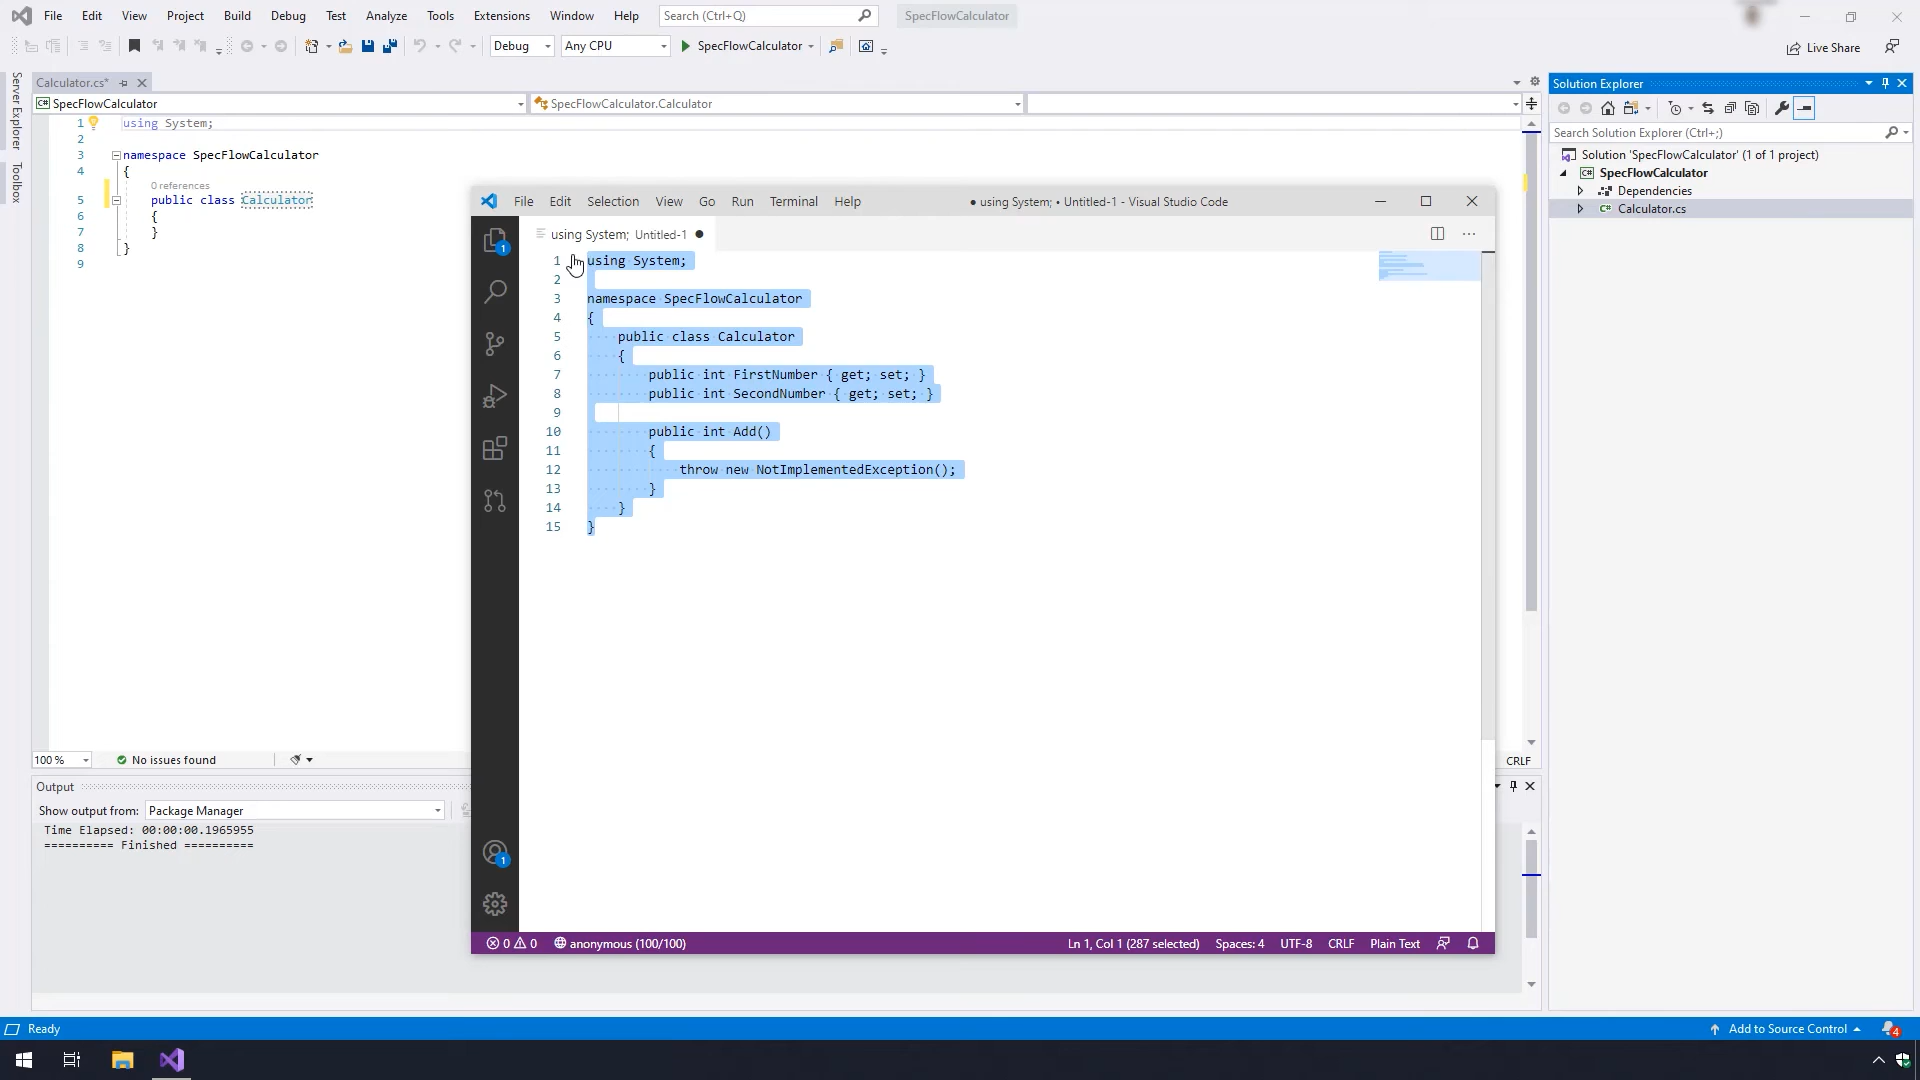 File Edit View Project Build Debug Test Analyze Tools Extensions Window Help Search (Ctrl+Q) SpecFlowCalculator
Debug Any CPU SpecFlowCalculator Live Share
Server Explorer
Toolbox
Calculator.cs*
SpecFlowCalculator SpecFlowCalculator.Calculator
1 using System;
2
3 namespace SpecFlowCalculator
4 {
0 references
5 public class Calculator
6 {
7 }
8 }
9
100 % No issues found CRLF
Output
Show output from: Package Manager
Time Elapsed: 00:00:00.1965955
========== Finished ==========
File Edit Selection View Go Run Terminal Help ● using System; • Untitled-1 - Visual Studio Code
using System; Untitled-1 ●
1
1 using System;
2
3 namespace SpecFlowCalculator
4 {
5 public class Calculator
6 {
7 public int FirstNumber { get; set; }
8 public int SecondNumber { get; set; }
9
10 public int Add()
11 {
12 throw new NotImplementedException();
13 }
14 }
15 }
1
0 0 anonymous (100/100) Ln 1, Col 1 (287 selected) Spaces: 4 UTF-8 CRLF Plain Text
Solution Explorer
Search Solution Explorer (Ctrl+;)
Solution 'SpecFlowCalculator' (1 of 1 project)
C# SpecFlowCalculator
Dependencies
C# Calculator.cs
Ready Add to Source Control 4